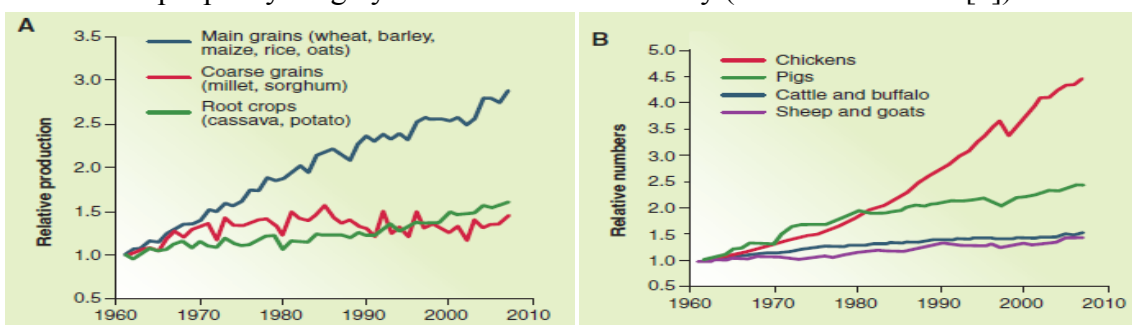 A
3.5
3.0
2.5
2.0
1.5
1.0
0.5
Relative production
Main grains (wheat, barley,
maize, rice, oats)
Coarse grains
(millet, sorghum)
Root crops
(cassava, potato)
1960 1970 1980 1990 2000 2010
B
5.0
4.5
4.0
3.5
3.0
2.5
2.0
1.5
1.0
0.5
Relative numbers
Chickens
Pigs
Cattle and buffalo
Sheep and goats
1960 1970 1980 1990 2000 2010